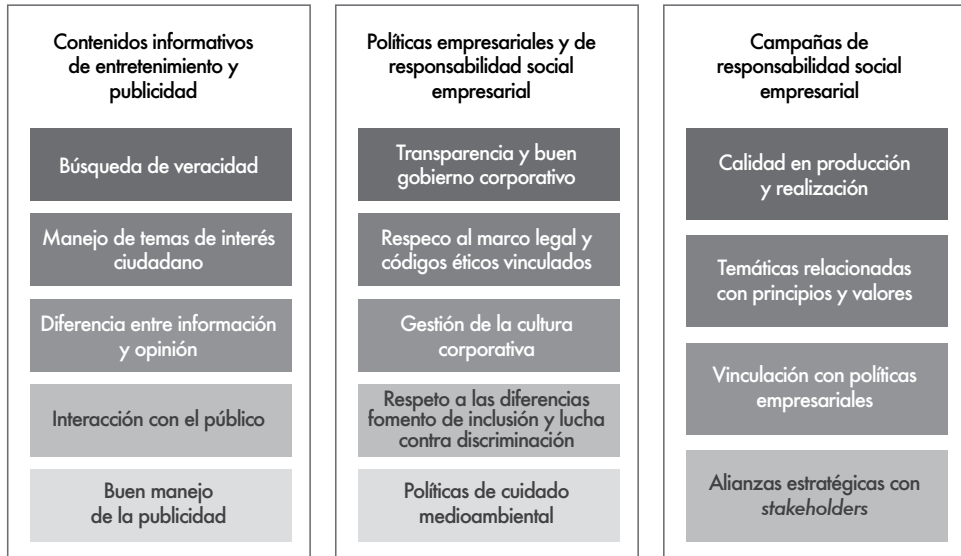 Contenidos informativos
de entretenimiento y
publicidad
Búsqueda de veracidad
Manejo de temas de interés
ciudadano
Diferencia entre información
y opinión
Interacción con el público
Buen manejo
de la publicidad
Políticas empresariales y de
responsabilidad social
empresarial
Transparencia y buen
gobierno corporativo
Respeco al marco legal y
códigos éticos vinculados
Gestión de la cultura
corporativa
Respeto a las diferencias
fomento de inclusión y lucha
contra discriminación
Políticas de cuidado
medioambiental
Campañas de
responsabilidad social
empresarial
Calidad en producción
y realización
Temáticas relacionadas
con principios y valores
Vinculación con políticas
empresariales
Alianzas estratégicas con
stakeholders